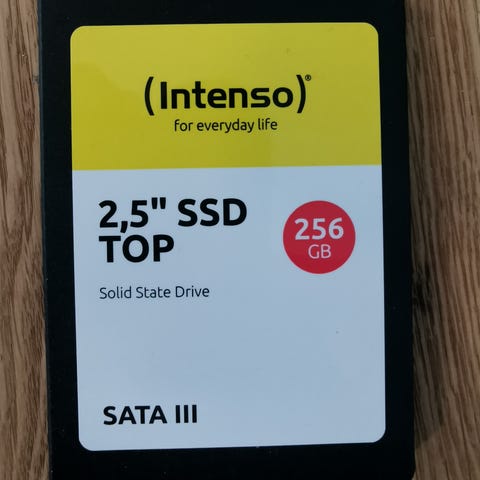 (Intenso)®
for everyday life
2,5" SSD
TOP
256
GB
Solid State Drive
SATA III